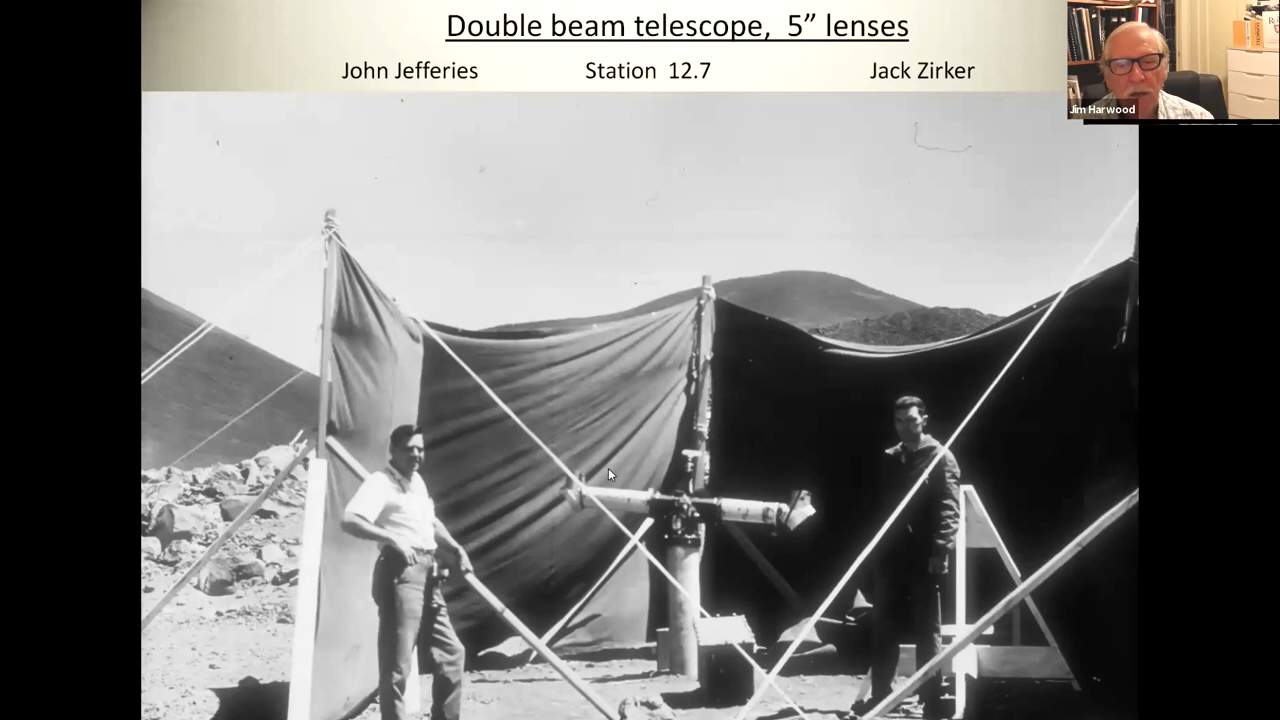 Double beam telescope,  5” lenses
John Jefferies Station  12.7 Jack Zirker
Jim Harwood